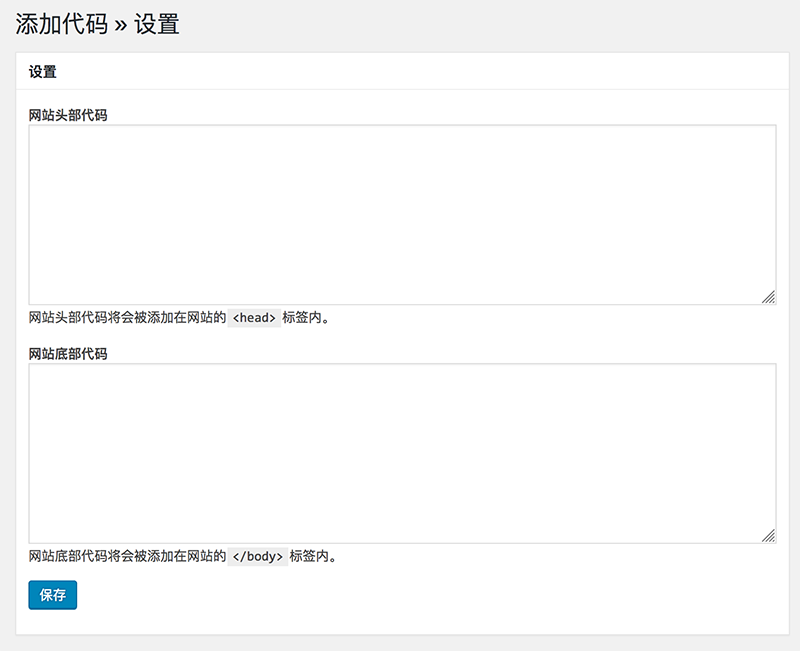 添加代码 » 设置
设置
网站头部代码
网站头部代码将会被添加在网站的 <head> 标签内。
网站底部代码
网站底部代码将会被添加在网站的 </body> 标签内。
保存